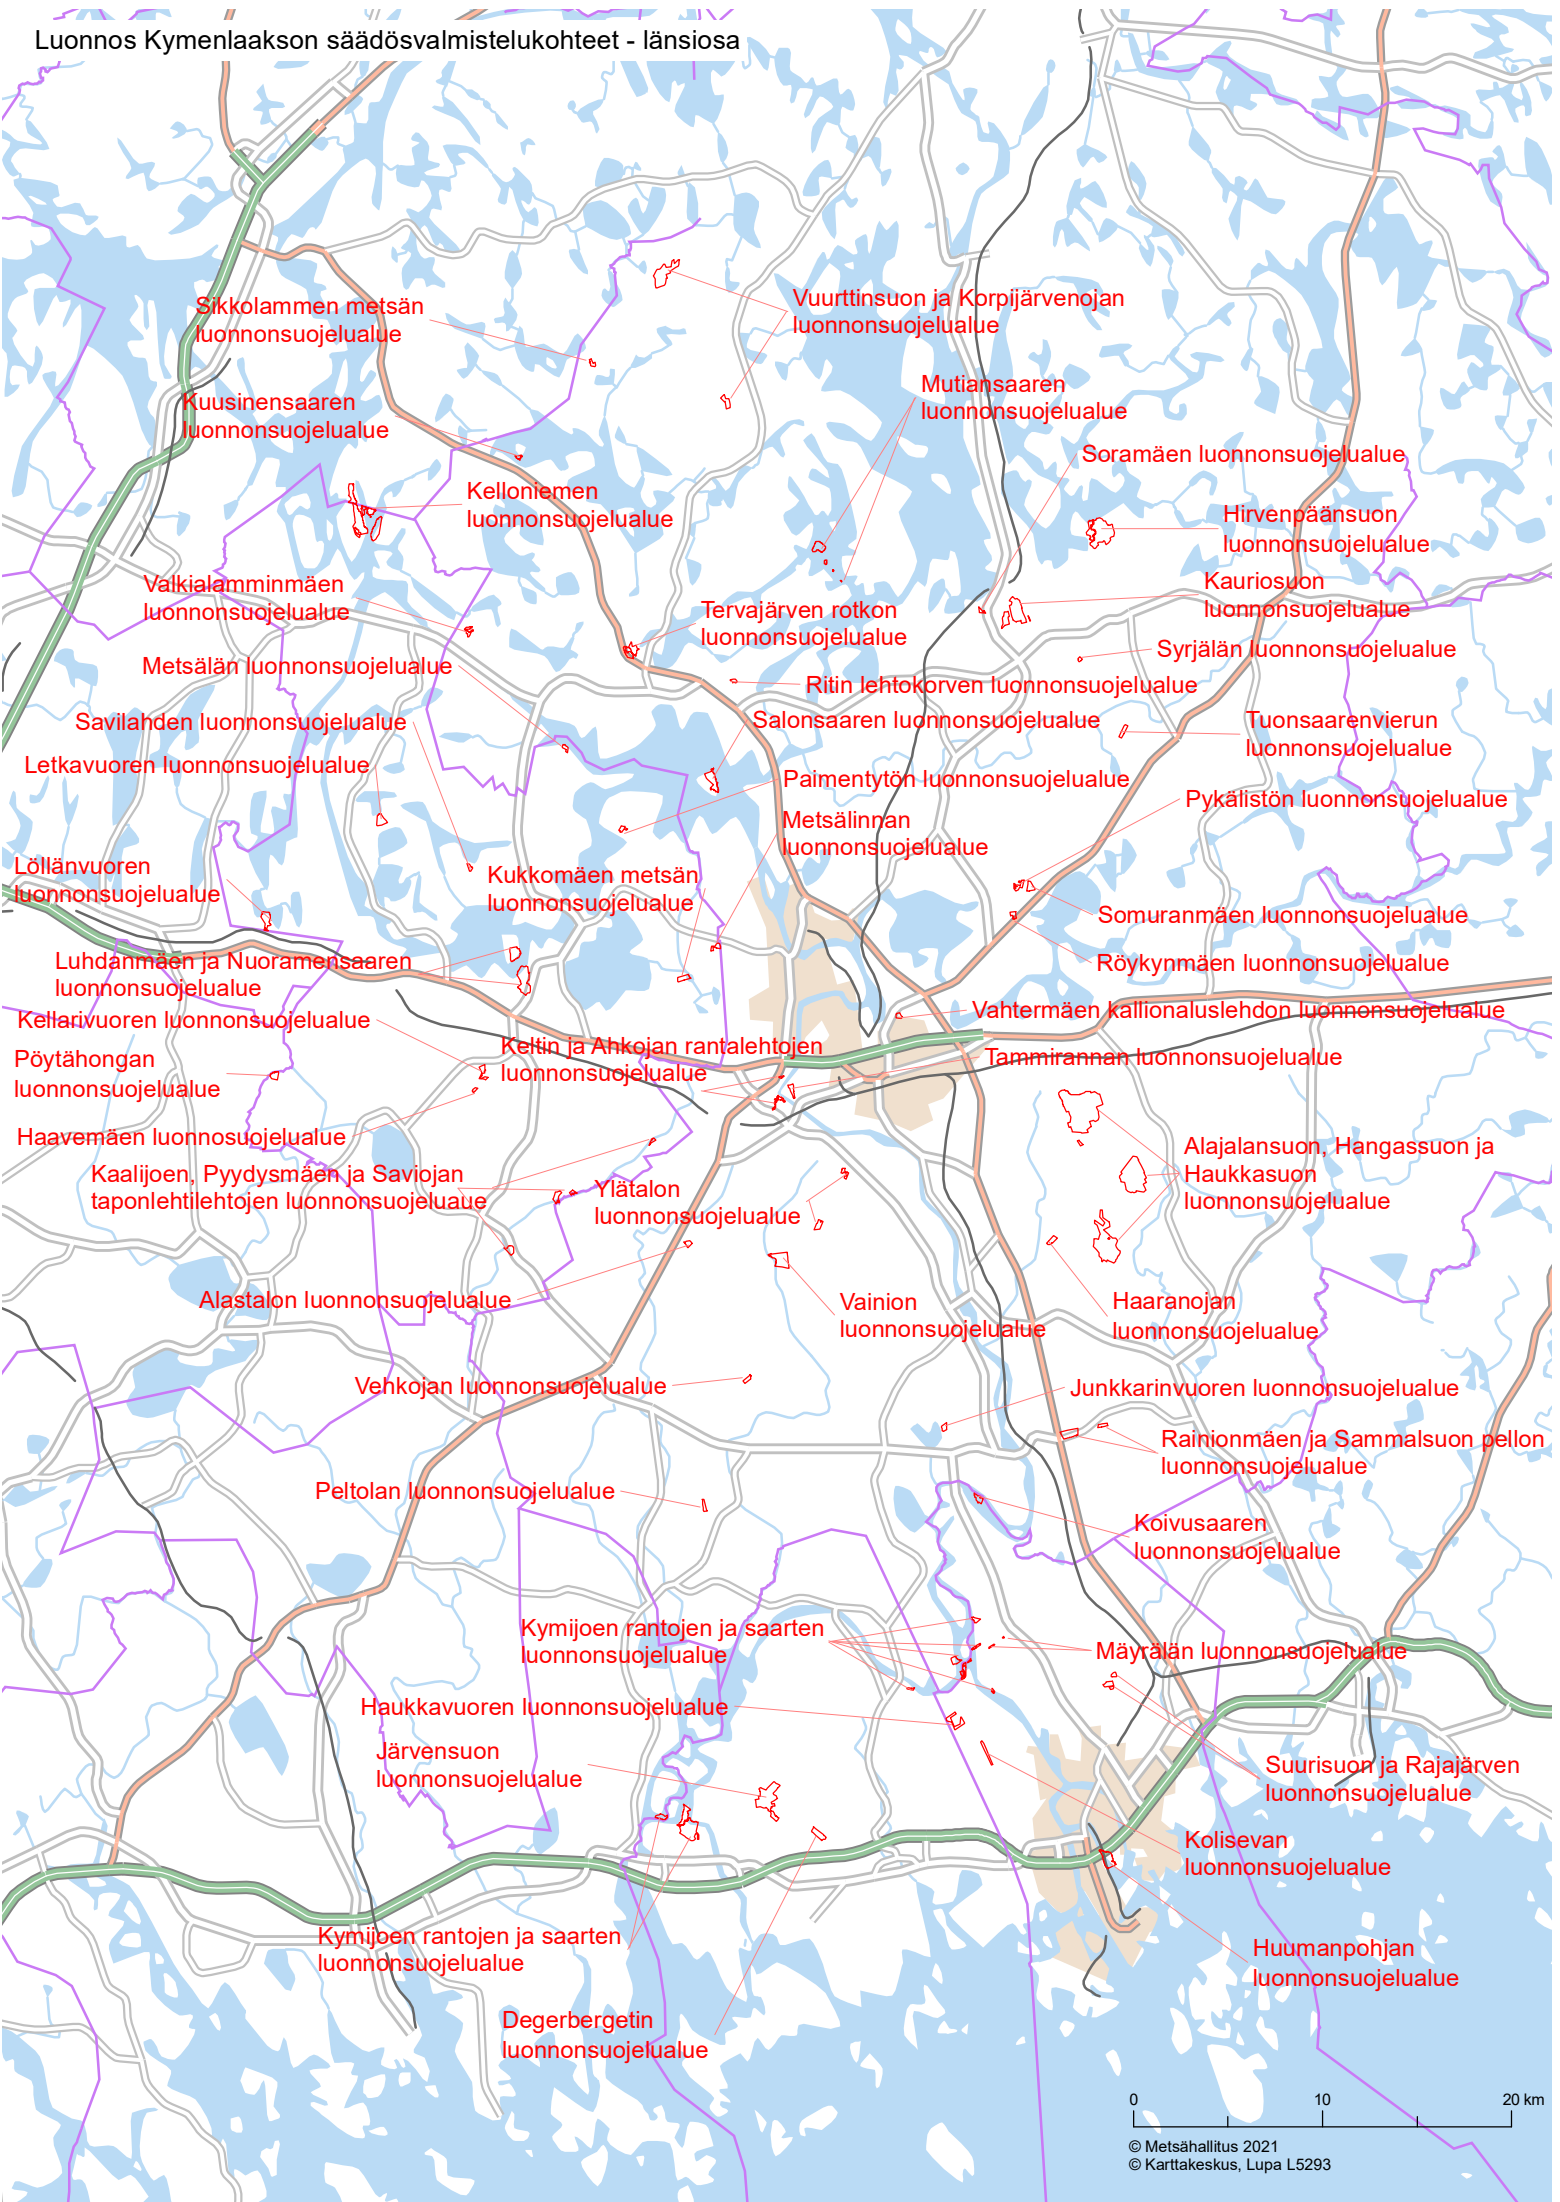 Luonnos Kymenlaakson säädösvalmistelukohteet - länsiosa
Sikkolammen metsän
luonnonsuojelualue
Vuurttinsuon ja Korpijärvenojan
luonnonsuojelualue
Kuusinensaaren
luonnonsuojelualue
Mutiansaaren
luonnonsuojelualue
Soramäen luonnonsuojelualue
Kelloniemen
luonnonsuojelualue
Hirvenpäänsuon
luonnonsuojelualue
Valkialamminmäen
luonnonsuojelualue
Kauriosuon
luonnonsuojelualue
Tervajärven rotkon
luonnonsuojelualue
Syrjälän luonnonsuojelualue
Metsälän luonnonsuojelualue
Ritin lehtokorven luonnonsuojelualue
Savilahden luonnonsuojelualue
Salonsaaren luonnonsuojelualue
Tuonsaarenvierun
luonnonsuojelualue
Letkavuoren luonnonsuojelualue
Paimentytön luonnonsuojelualue
Pykälistön luonnonsuojelualue
Metsälinnan
luonnonsuojelualue
Löllänvuoren
luonnonsuojelualue
Kukkomäen metsän
luonnonsuojelualue
Somuranmäen luonnonsuojelualue
Luhdanmäen ja Nuoramensaaren
luonnonsuojelualue
Röykynmäen luonnonsuojelualue
Kellarivuoren luonnonsuojelualue
Vahtermäen kallionaluslehdon luonnonsuojelualue
Keltin ja Ahkojan rantalehtojen
luonnonsuojelualue
Tammirannan luonnonsuojelualue
Pöytähongan
luonnonsuojelualue
Haavemäen luonnosuojelualue
Alajalansuon, Hangassuon ja
Haukkasuon
luonnonsuojelualue
Kaalijoen, Pyydysmäen ja Saviojan
taponlehtilehtojen luonnonsuojelualue
Ylätalon
luonnonsuojelualue
Alastalon luonnonsuojelualue
Vainion
luonnonsuojelualue
Haaranojan
luonnonsuojelualue
Vehkojan luonnonsuojelualue
Junkkarinvuoren luonnonsuojelualue
Rainionmäen ja Sammalsuon pellon
luonnonsuojelualue
Peltolan luonnonsuojelualue
Koivusaaren
luonnonsuojelualue
Kymijoen rantojen ja saarten
luonnonsuojelualue
Mäyrälän luonnonsuojelualue
Haukkavuoren luonnonsuojelualue
Järvensuon
luonnonsuojelualue
Suurisuon ja Rajajärven
luonnonsuojelualue
Kolisevan
luonnonsuojelualue
Kymijoen rantojen ja saarten
luonnonsuojelualue
Huumanpohjan
luonnonsuojelualue
Degerbergetin
luonnonsuojelualue
0 10 20 km
© Metsähallitus 2021
© Karttakeskus, Lupa L5293